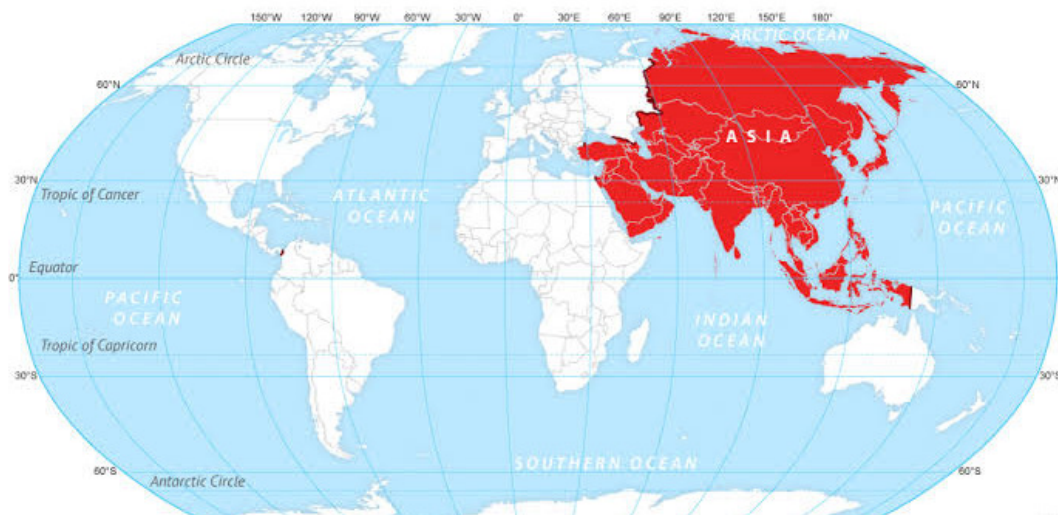 150°W 120°W 90°W 60°W 30°W 0° 30°E 60°E 90°E 120°E 150°E 180°
ARCTIC OCEAN
Arctic Circle
60°N 60°N
ASIA
30°N 30°N
Tropic of Cancer
ATLANTIC
OCEAN
PACIFIC
OCEAN
Equator
0° 0°
PACIFIC
OCEAN
INDIAN
OCEAN
Tropic of Capricorn
30°S 30°S
SOUTHERN OCEAN
60°S 60°S
Antarctic Circle